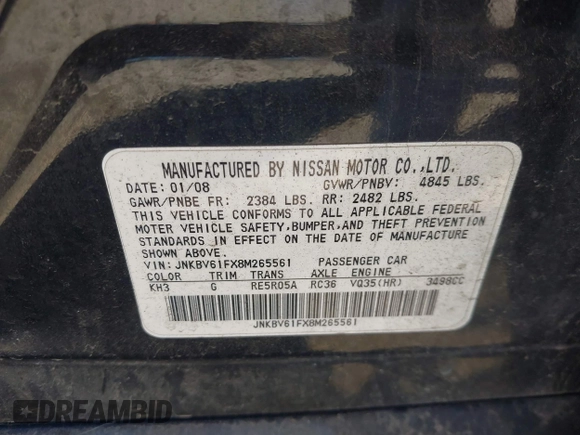 MANUFACTURED BY NISSAN MOTOR CO.,LTD.
DATE: 01/08 GVWR/PNBV: 4845 LBS.
GAWR/PNBE FR: 2384 LBS. RR: 2482 LBS.
THIS VEHICLE CONFORMS TO ALL APPLICABLE FEDERAL
MOTER VEHICLE SAFETY,BUMPER,AND THEFT PREVENTION
STANDARDS IN EFFECT ON THE DATE OF MANUFACTURE
SHOWN ABOVE.
VIN: JNKBV61FX8M265561 PASSENGER CAR
COLOR TRIM TRANS AXLE ENGINE
KH3 G RE5R05A RC36 VQ35(HR) 3498CC
JNKBV61FX8M265561
DREAMBID